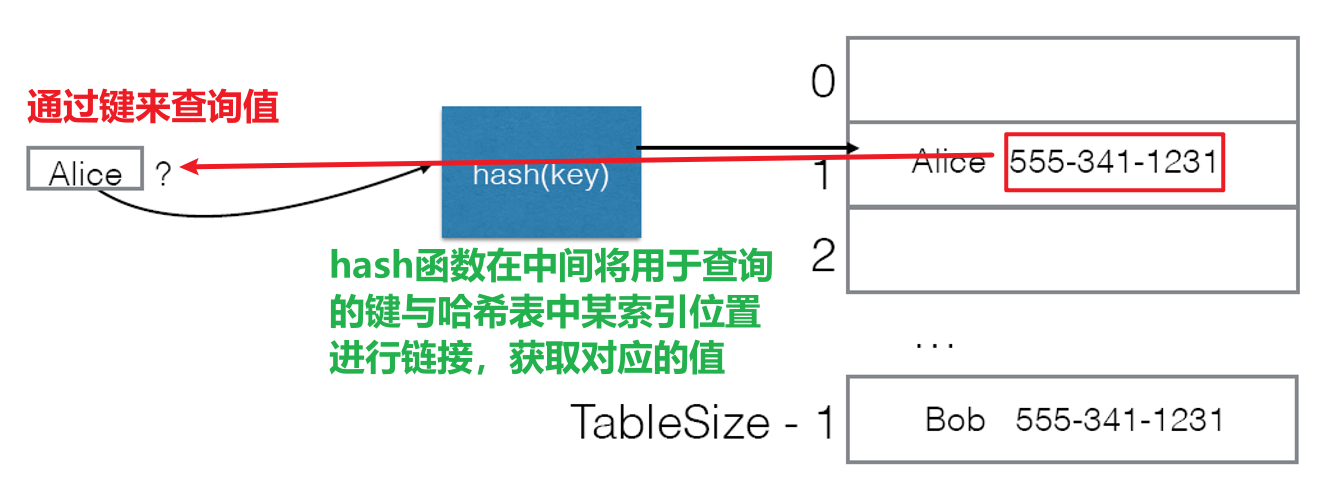 0
通过键来查询值
Alice ?
hash(key)
1 Alice 555-341-1231
hash函数在中间将用于查询
的键与哈希表中某索引位置
进行链接，获取对应的值
2
...
TableSize - 1 Bob 555-341-1231